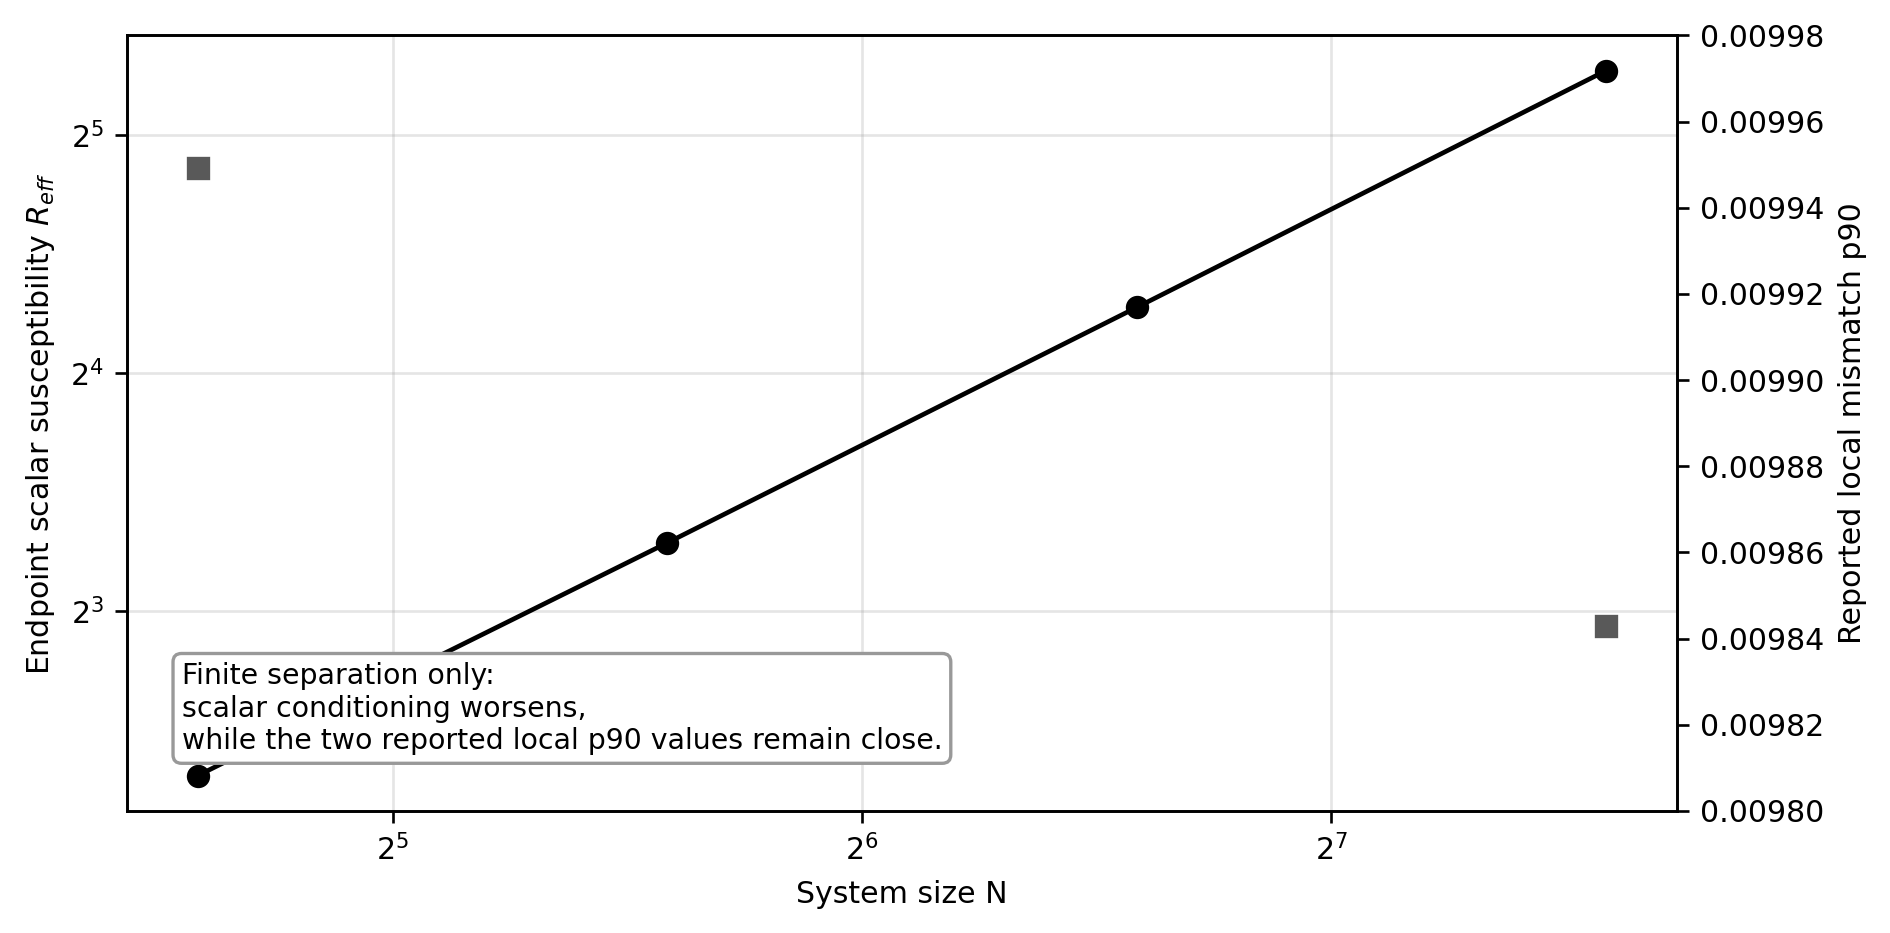 Endpoint scalar susceptibility R_eff
2^5
2^4
2^3
0.00998
0.00996
0.00994
0.00992
0.00990
0.00988
0.00986
0.00984
0.00982
0.00980
Reported local mismatch p90
Finite separation only:
scalar conditioning worsens,
while the two reported local p90 values remain close.
2^5
2^6
2^7
System size N